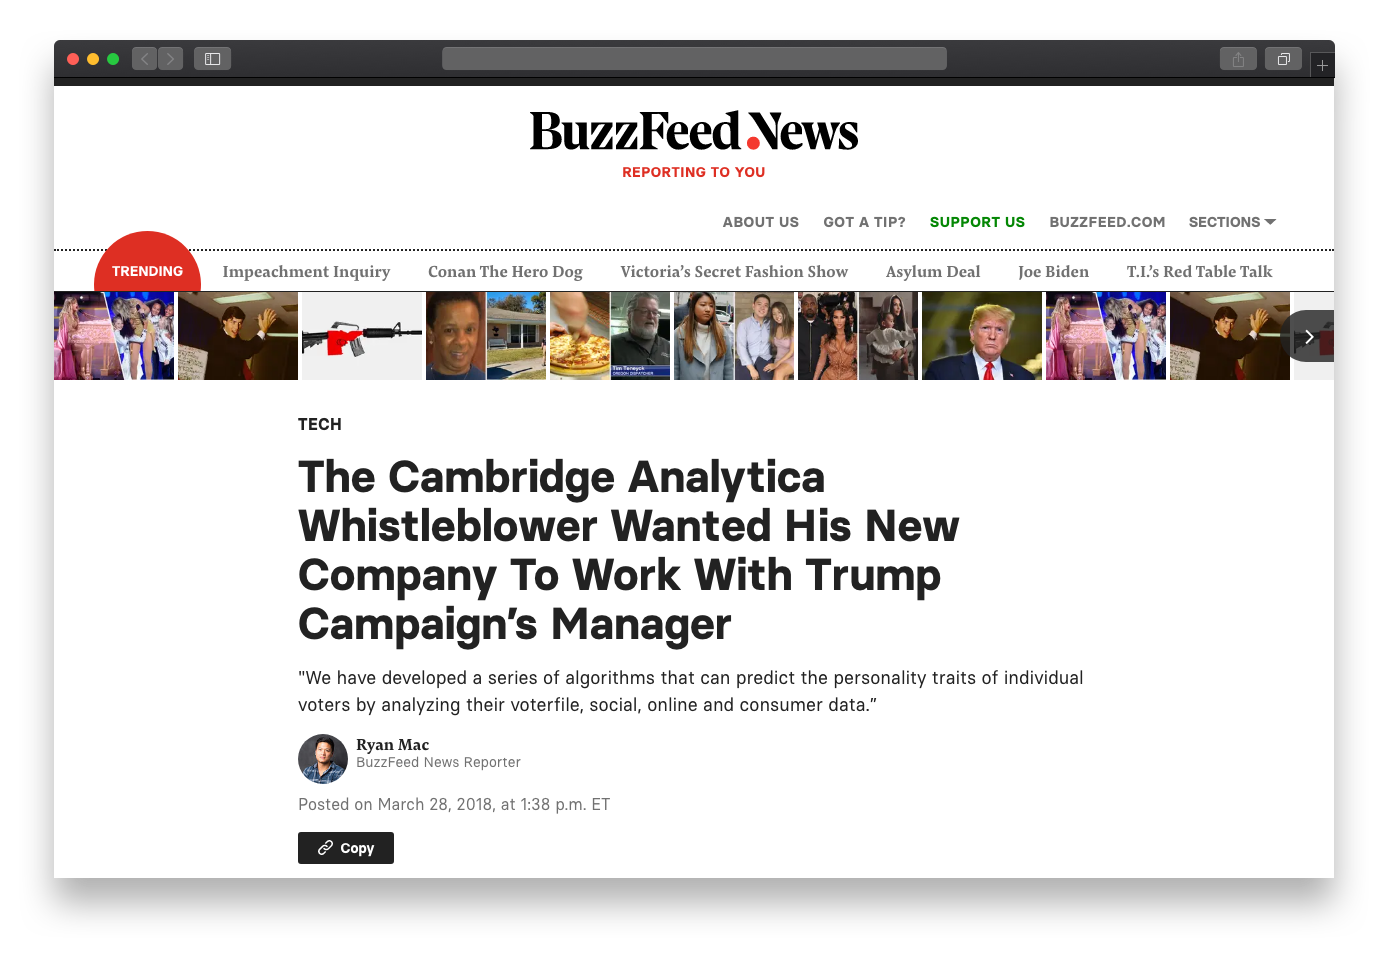 BuzzFeed News
REPORTING TO YOU
ABOUT US GOT A TIP? SUPPORT US BUZZFEED.COM SECTIONS
TRENDING Impeachment Inquiry Conan The Hero Dog Victoria’s Secret Fashion Show Asylum Deal Joe Biden T.I.’s Red Table Talk
Tim Teneyck
OREGON DISPATCHER
TECH
The Cambridge Analytica
Whistleblower Wanted His New
Company To Work With Trump
Campaign’s Manager
"We have developed a series of algorithms that can predict the personality traits of individual
voters by analyzing their voterfile, social, online and consumer data.”
Ryan Mac
BuzzFeed News Reporter
Posted on March 28, 2018, at 1:38 p.m. ET
Copy